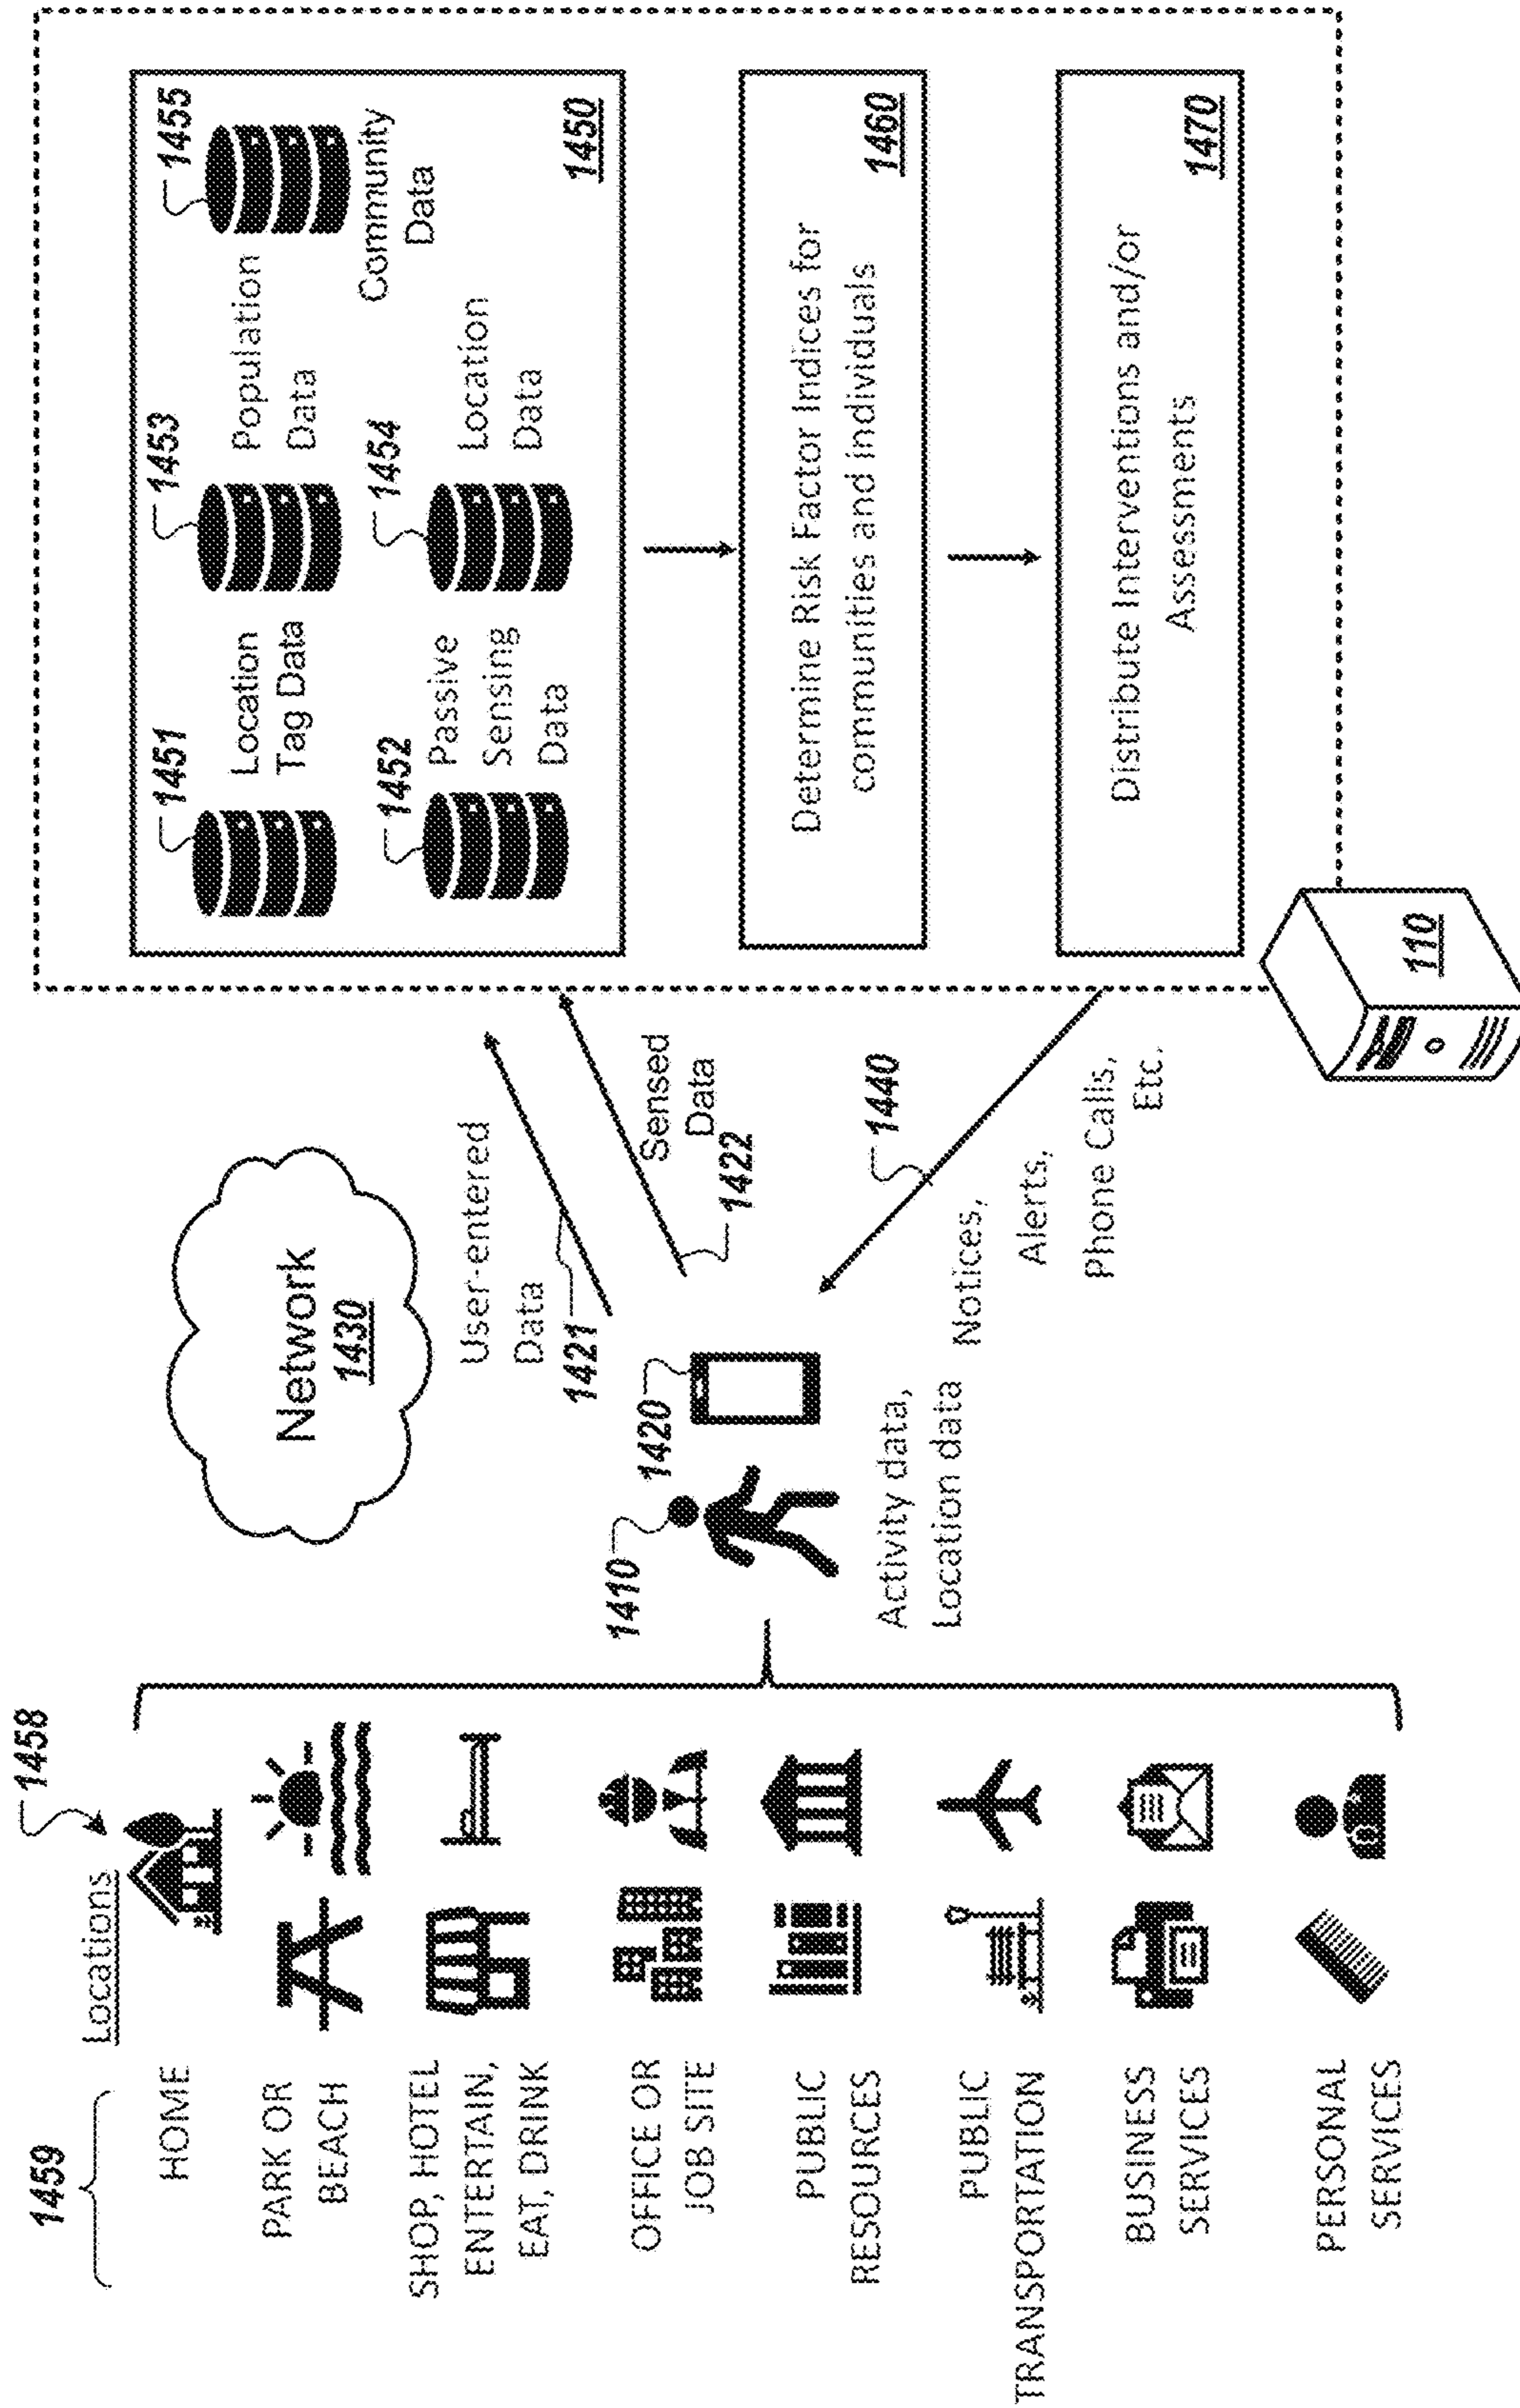 1459
Locations
1458
HOME
PARK OR
BEACH
SHOP, HOTEL
ENTERTAIN,
EAT, DRINK
OFFICE OR
JOB SITE
PUBLIC
RESOURCES
PUBLIC
TRANSPORTATION
BUSINESS
SERVICES
PERSONAL
SERVICES
Network
1430
1410
1420
Activity data,
Location data
User-entered
Data
1421
Sensed
Data
1422
1440
Notices,
Alerts,
Phone Calls,
Etc.
1451
Location
Tag Data
1453
Population
Data
1455
Community
Data
1452
Passive
Sensing
Data
1454
Location
Data
1450
Determine Risk Factor Indices for
communities and individuals
1460
Distribute Interventions and/or
Assessments
1470
110